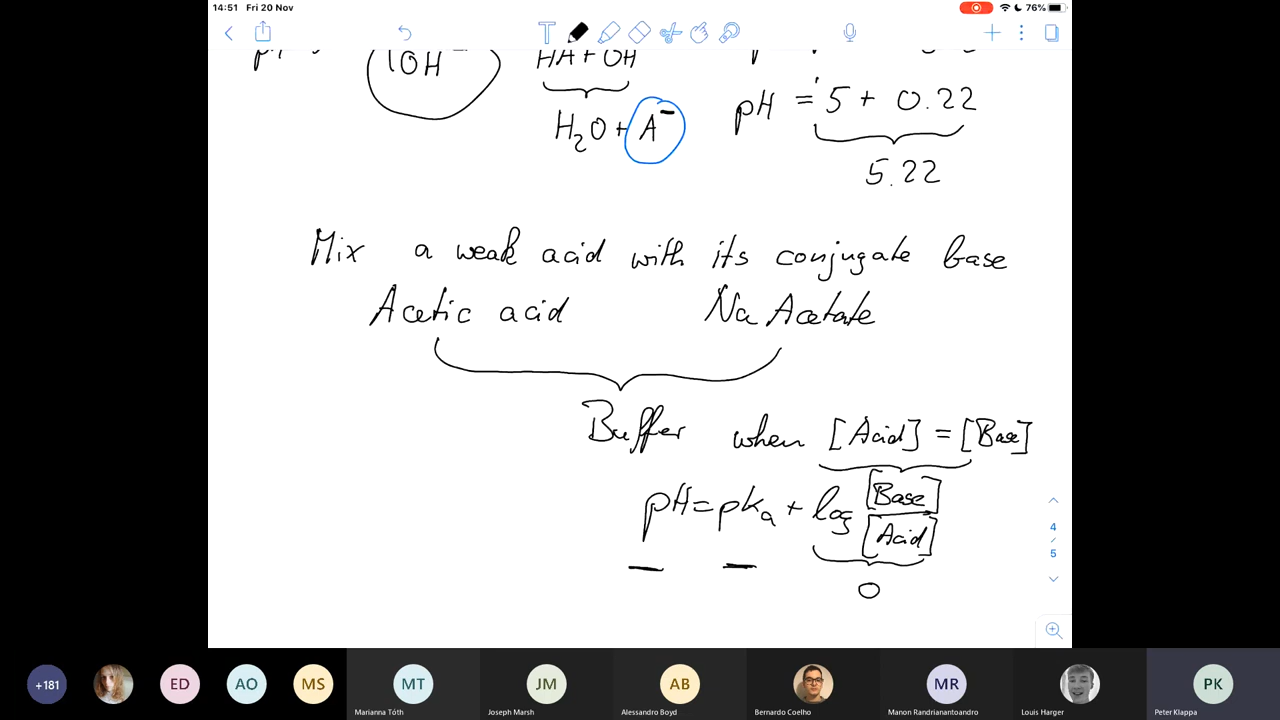 14:51 Fri 20 Nov
76%
OH
HA + OH
H2O + A⁻
pH = 5 + 0.22
5.22
Mix a weak acid with its conjugate base
Acetic acid Na Acetate
Buffer when [Acid] = [Base]
pH = pKa + log [Base]
[Acid]
0
4
/
5
+181
ED
AO
MS
MT
JM
AB
MR
PK
Marianna Tóth
Joseph Marsh
Alessandro Boyd
Bernardo Coelho
Manon Randrianantoandro
Louis Harger
Peter Klappa